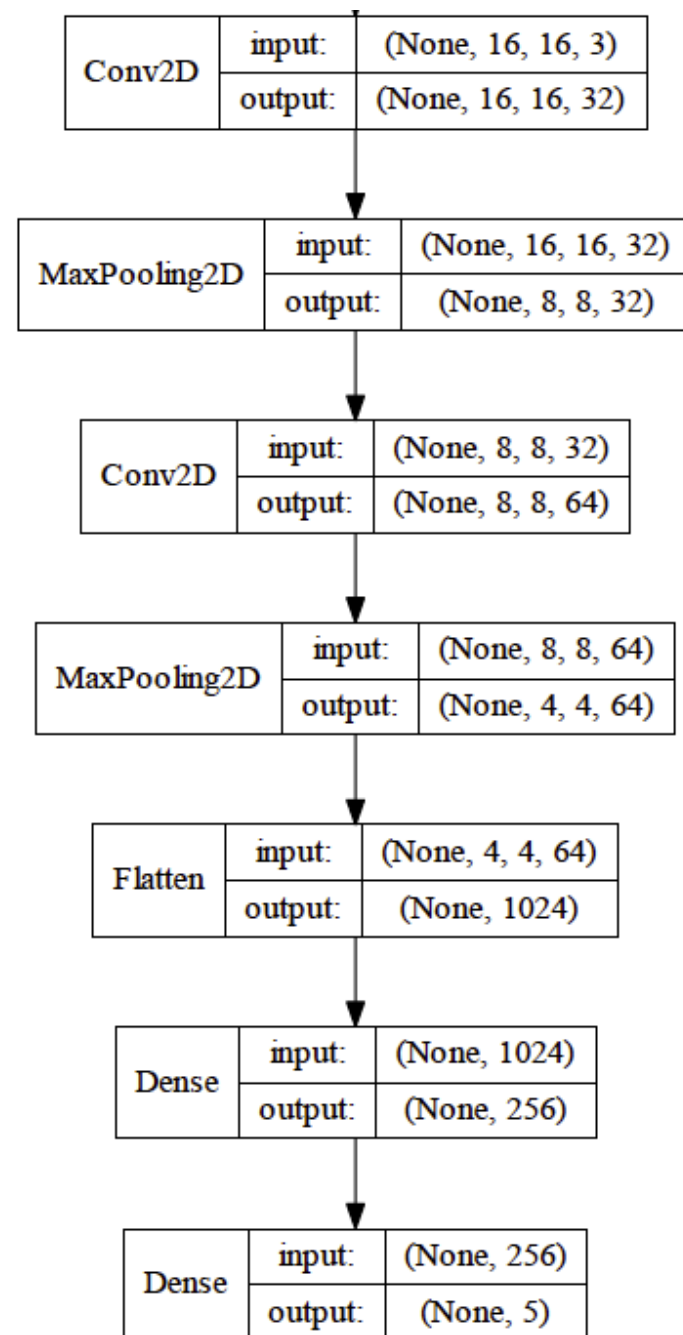 Conv2D
input: (None, 16, 16, 3)
output: (None, 16, 16, 32)
MaxPooling2D
input: (None, 16, 16, 32)
output: (None, 8, 8, 32)
Conv2D
input: (None, 8, 8, 32)
output: (None, 8, 8, 64)
MaxPooling2D
input: (None, 8, 8, 64)
output: (None, 4, 4, 64)
Flatten
input: (None, 4, 4, 64)
output: (None, 1024)
Dense
input: (None, 1024)
output: (None, 256)
Dense
input: (None, 256)
output: (None, 5)